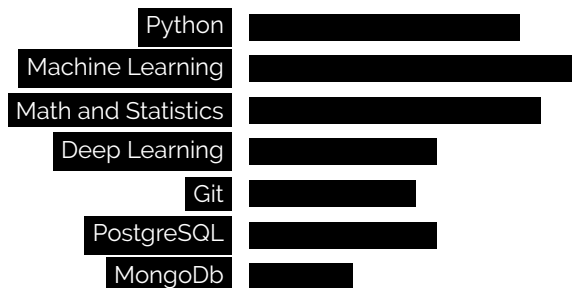 Python
Machine Learning
Math and Statistics
Deep Learning
Git
PostgreSQL
MongoDb